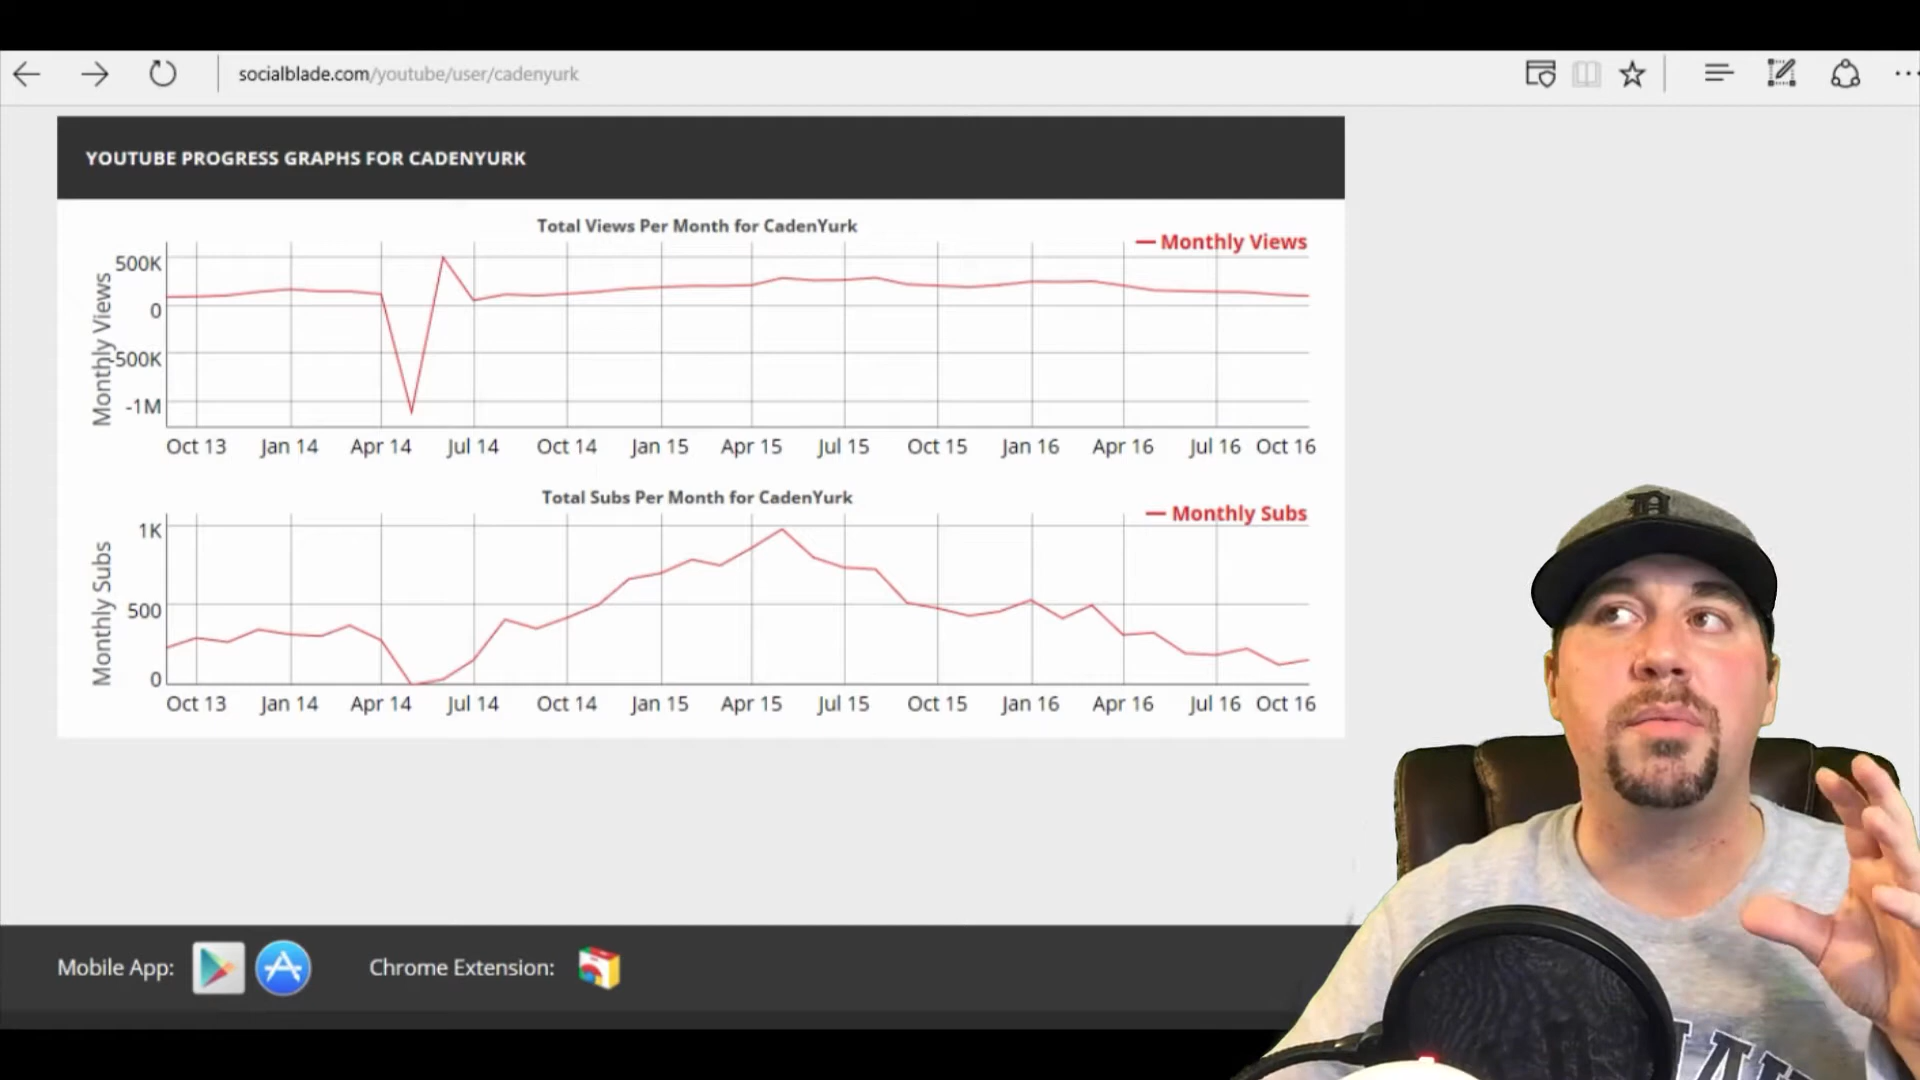 socialblade.com/youtube/user/cadenyurk
YOUTUBE PROGRESS GRAPHS FOR CADENYURK
Total Views Per Month for CadenYurk
Monthly Views
Monthly Views
500K
0
-500K
-1M
Oct 13 Jan 14 Apr 14 Jul 14 Oct 14 Jan 15 Apr 15 Jul 15 Oct 15 Jan 16 Apr 16 Jul 16 Oct 16
Total Subs Per Month for CadenYurk
Monthly Subs
Monthly Subs
1K
500
0
Oct 13 Jan 14 Apr 14 Jul 14 Oct 14 Jan 15 Apr 15 Jul 15 Oct 15 Jan 16 Apr 16 Jul 16 Oct 16
D
Mobile App: Chrome Extension: